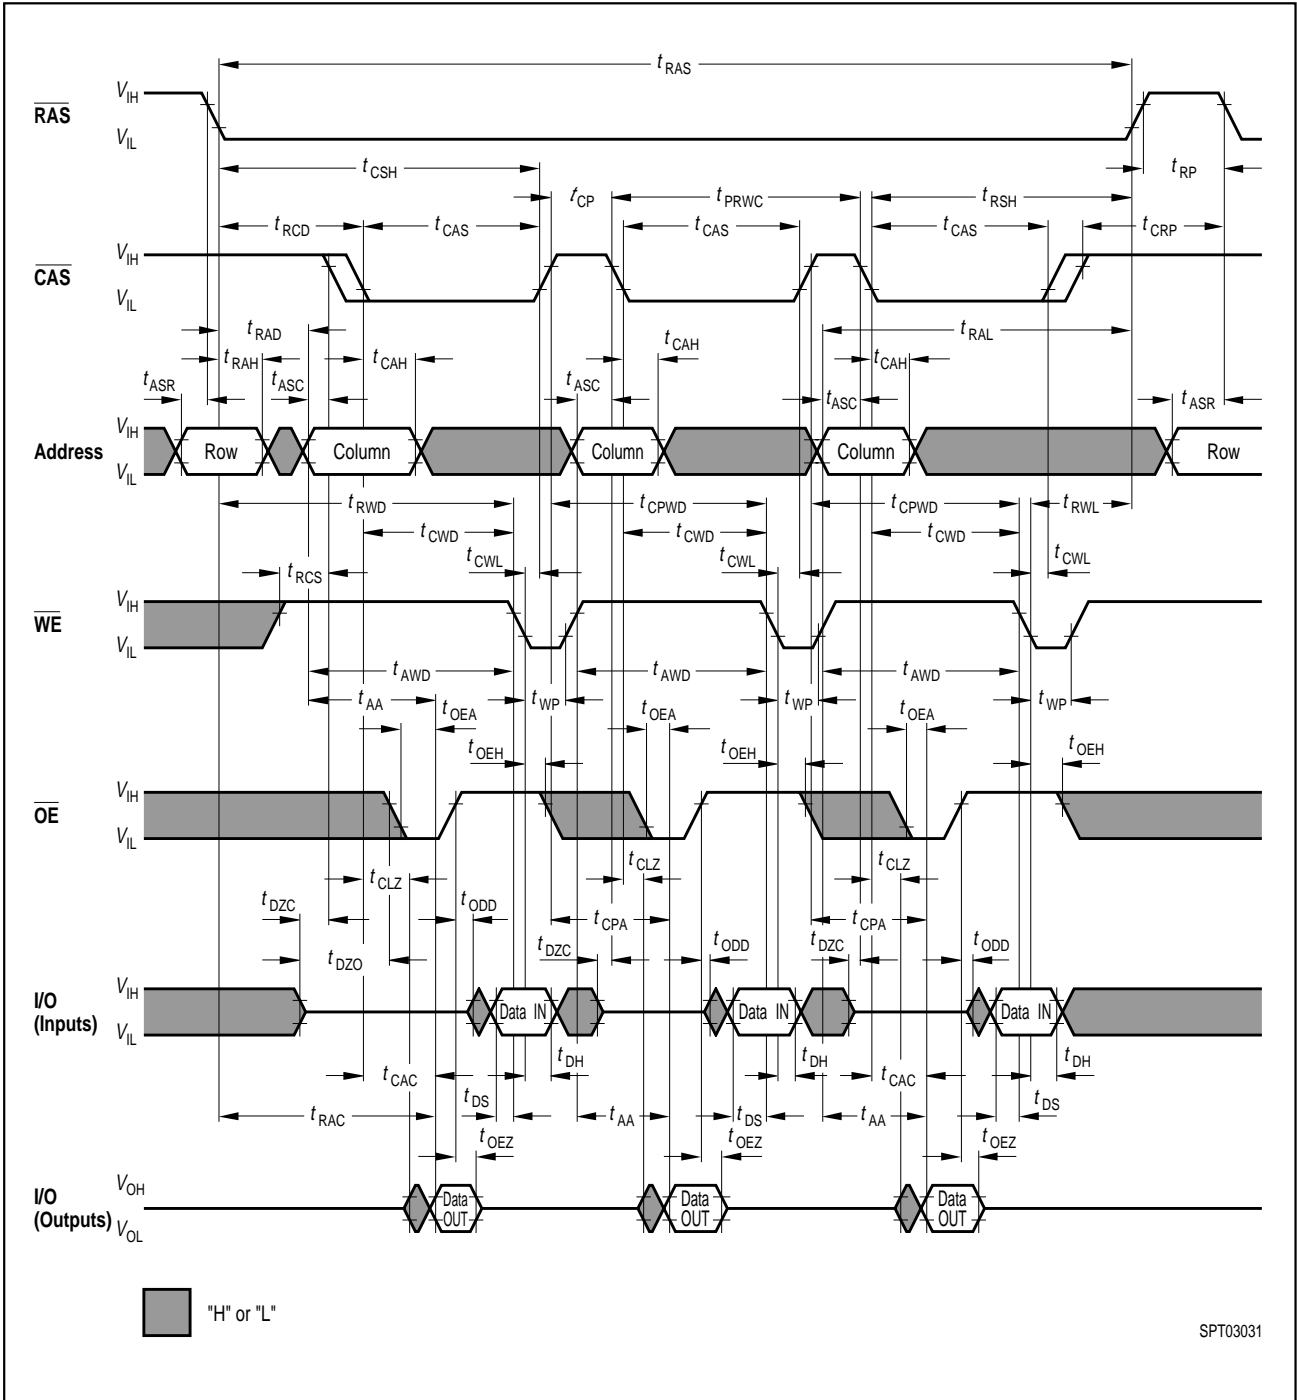 tRAS
VIH
RAS
VIL
tCSH
tCP
tPRWC
tRSH
tRP
tRCD
tCAS
tCAS
tCAS
tCRP
VIH
CAS
VIL
tRAD
tRAL
tCAH
tRAH
tCAH
tCAH
tASR
tASC
tASC
tASC
tASR
VIH
Address
Row
Column
Column
Column
Row
VIL
tRWD
tCPWD
tCPWD
tRWL
tCWD
tCWD
tCWD
tCWL
tCWL
tCWL
tRCS
VIH
WE
VIL
tAWD
tAWD
tAWD
tAA
tWP
tWP
tWP
tOEA
tOEA
tOEA
tOEH
tOEH
tOEH
VIH
OE
VIL
tCLZ
tCLZ
tCLZ
tDZC
tODD
tCPA
tCPA
tDZO
tDZC
tODD
tDZC
tODD
VIH
I/O
(Inputs)
Data IN
Data IN
Data IN
VIL
tDH
tDH
tDH
tCAC
tCAC
tDS
tDS
tDS
tRAC
tAA
tAA
tOEZ
tOEZ
tOEZ
VOH
I/O
(Outputs)
Data OUT
Data OUT
Data OUT
VOL
"H" or "L"
SPT03031